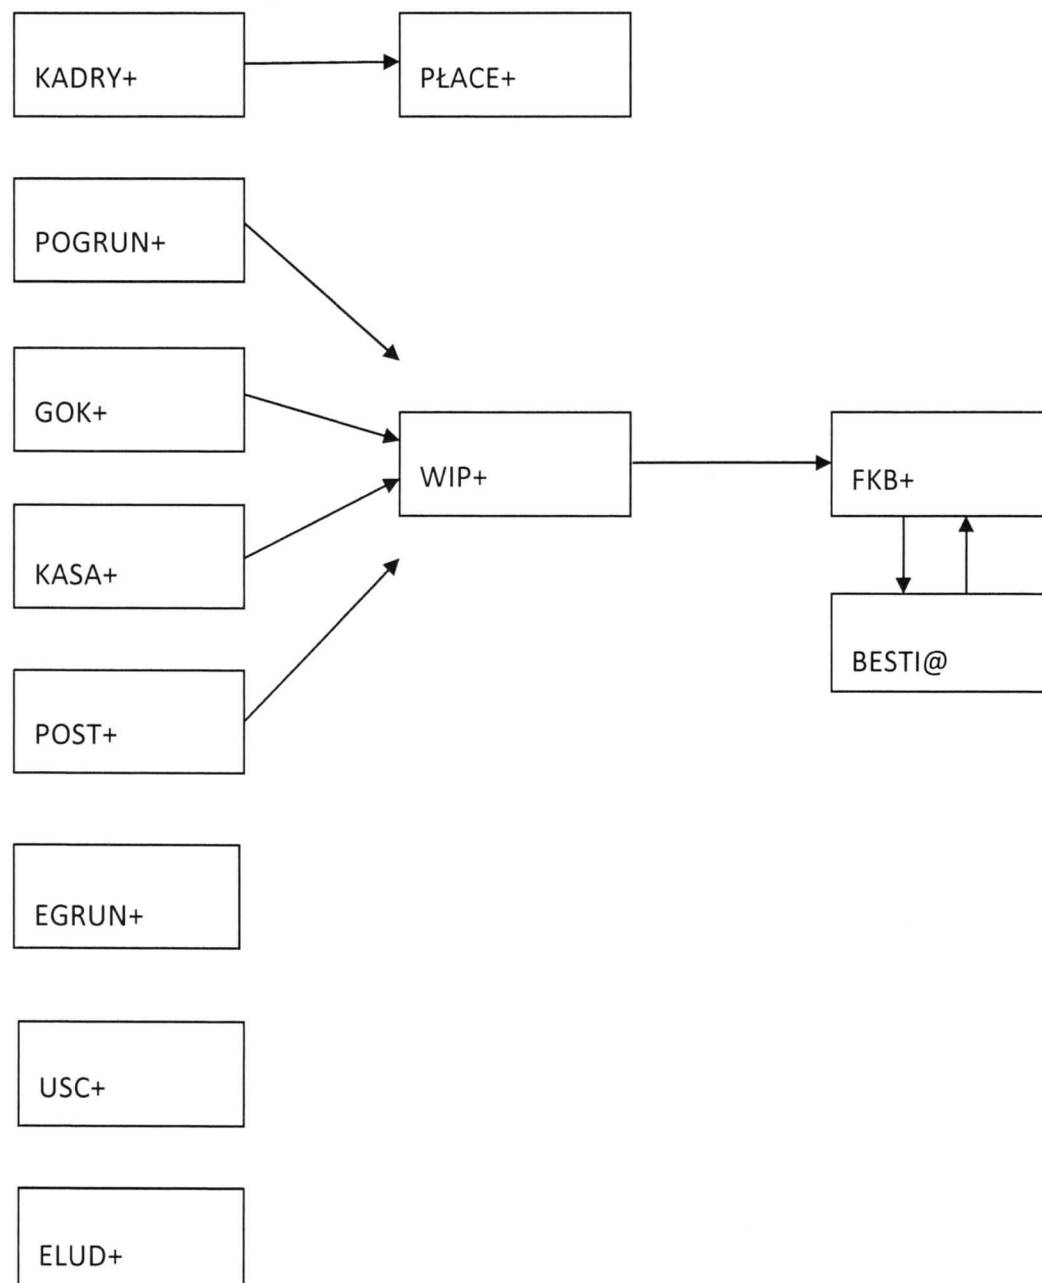 KADRY+
PŁACE+
POGRUN+
GOK+
WIP+
FKB+
KASA+
BESTI@
POST+
EGRUN+
USC+
ELUD+